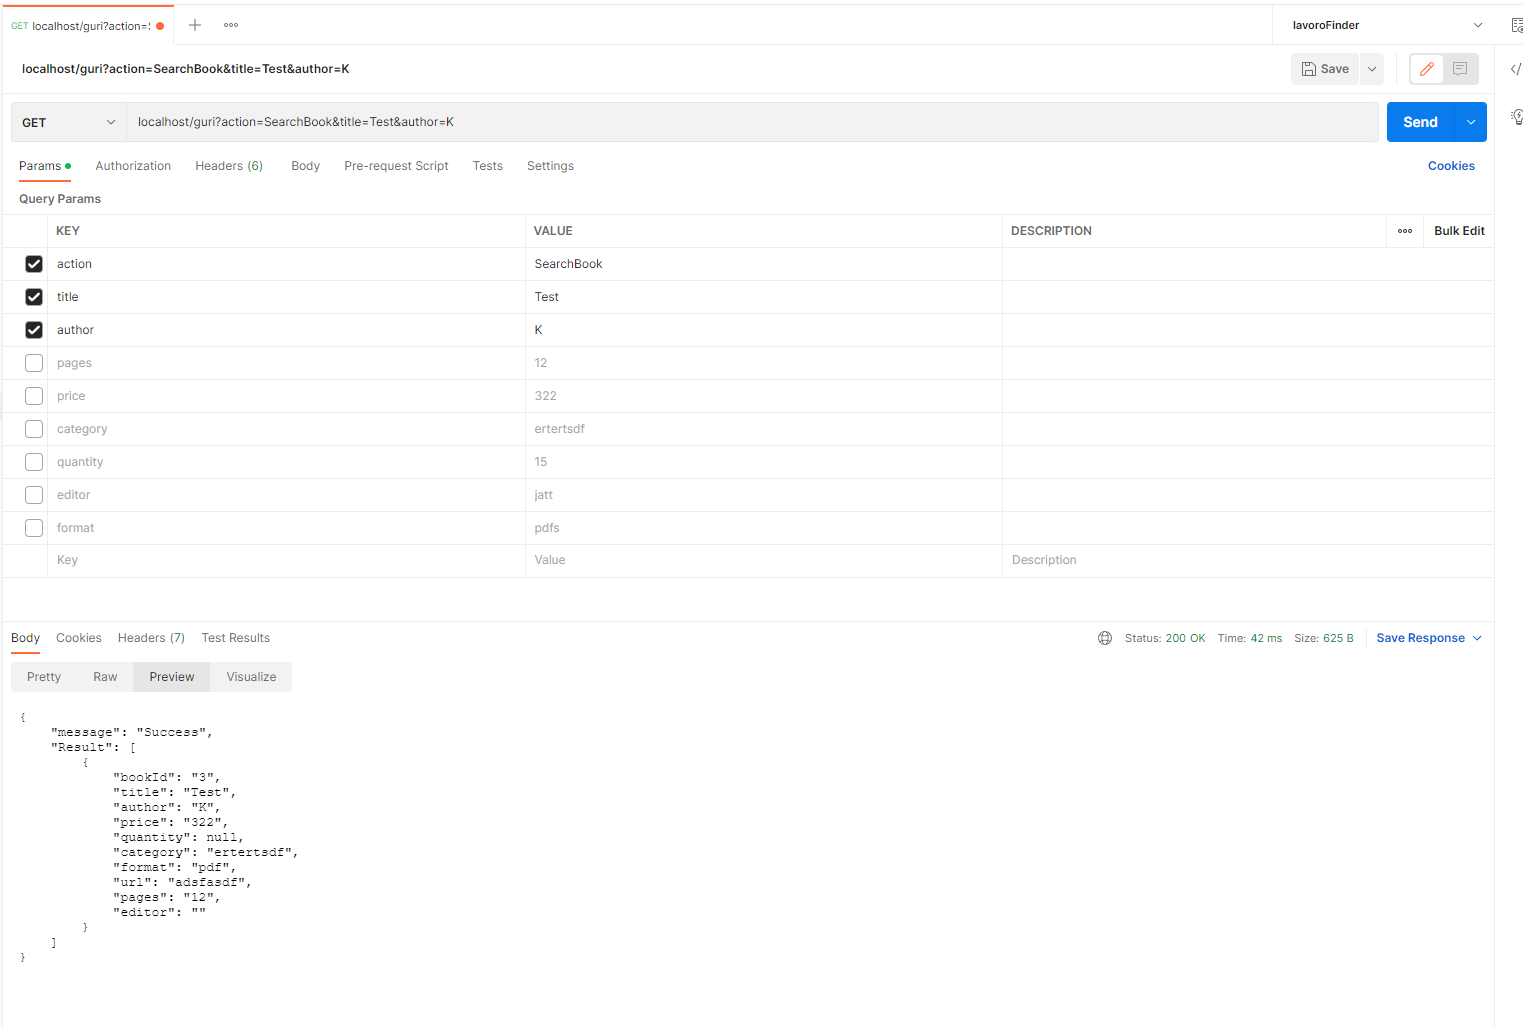 GET localhost/guri?action=S
lavoroFinder
localhost/guri?action=SearchBook&title=Test&author=K
Save
GET localhost/guri?action=SearchBook&title=Test&author=K
Send
Params Authorization Headers (6) Body Pre-request Script Tests Settings Cookies
Query Params
KEY VALUE DESCRIPTION Bulk Edit
action SearchBook
title Test
author K
pages 12
price 322
category ertertsdf
quantity 15
editor jatt
format pdfs
Key Value Description
Body Cookies Headers (7) Test Results Status: 200 OK Time: 42 ms Size: 625 B Save Response
Pretty Raw Preview Visualize
{
"message": "Success",
"Result": [
{
"bookId": "3",
"title": "Test",
"author": "K",
"price": "322",
"quantity": null,
"category": "ertertsdf",
"format": "pdf",
"url": "adsfasdf",
"pages": "12",
"editor": ""
}
]
}